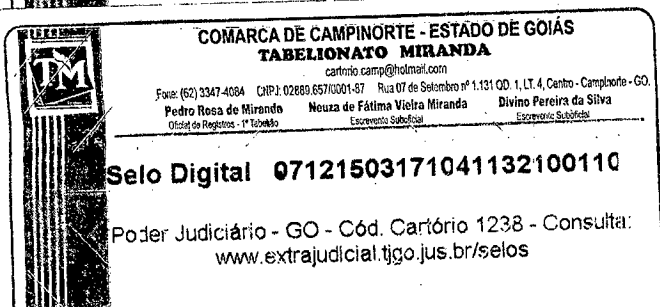 COMARCA DE CAMPINORTE - ESTADO DE GOIÁS
TM
TABELIONATO MIRANDA
cartorio.camp@hotmail.com
Fone: (62) 3347-4084 CNPJ: 02889.657/0001-87 Rua 07 de Setembro nº 1.131 QD. 1, LT. 4, Centro - Campinorte - GO.
Pedro Rosa de Miranda Neuza de Fátima Vieira Miranda Divino Pereira da Silva
Oficial de Registros - 1º Tabelião Escrevente Suboficial Escrevente Suboficial
Selo Digital 07121503171041132100110
Poder Judiciário - GO - Cód. Cartório 1238 - Consulta:
www.extrajudicial.tjgo.jus.br/selos